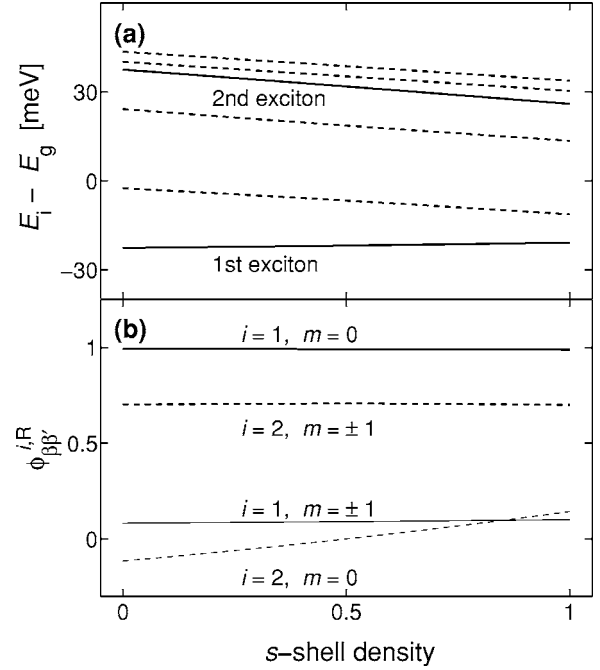 (a)
30
0
−30
E_i − E_g [meV]
2nd exciton
1st exciton
(b)
1
0.5
0
ϕ^{i,R}_{ββ′}
i = 1, m = 0
i = 2, m = ± 1
i = 1, m = ± 1
i = 2, m = 0
0 0.5 1
s−shell density